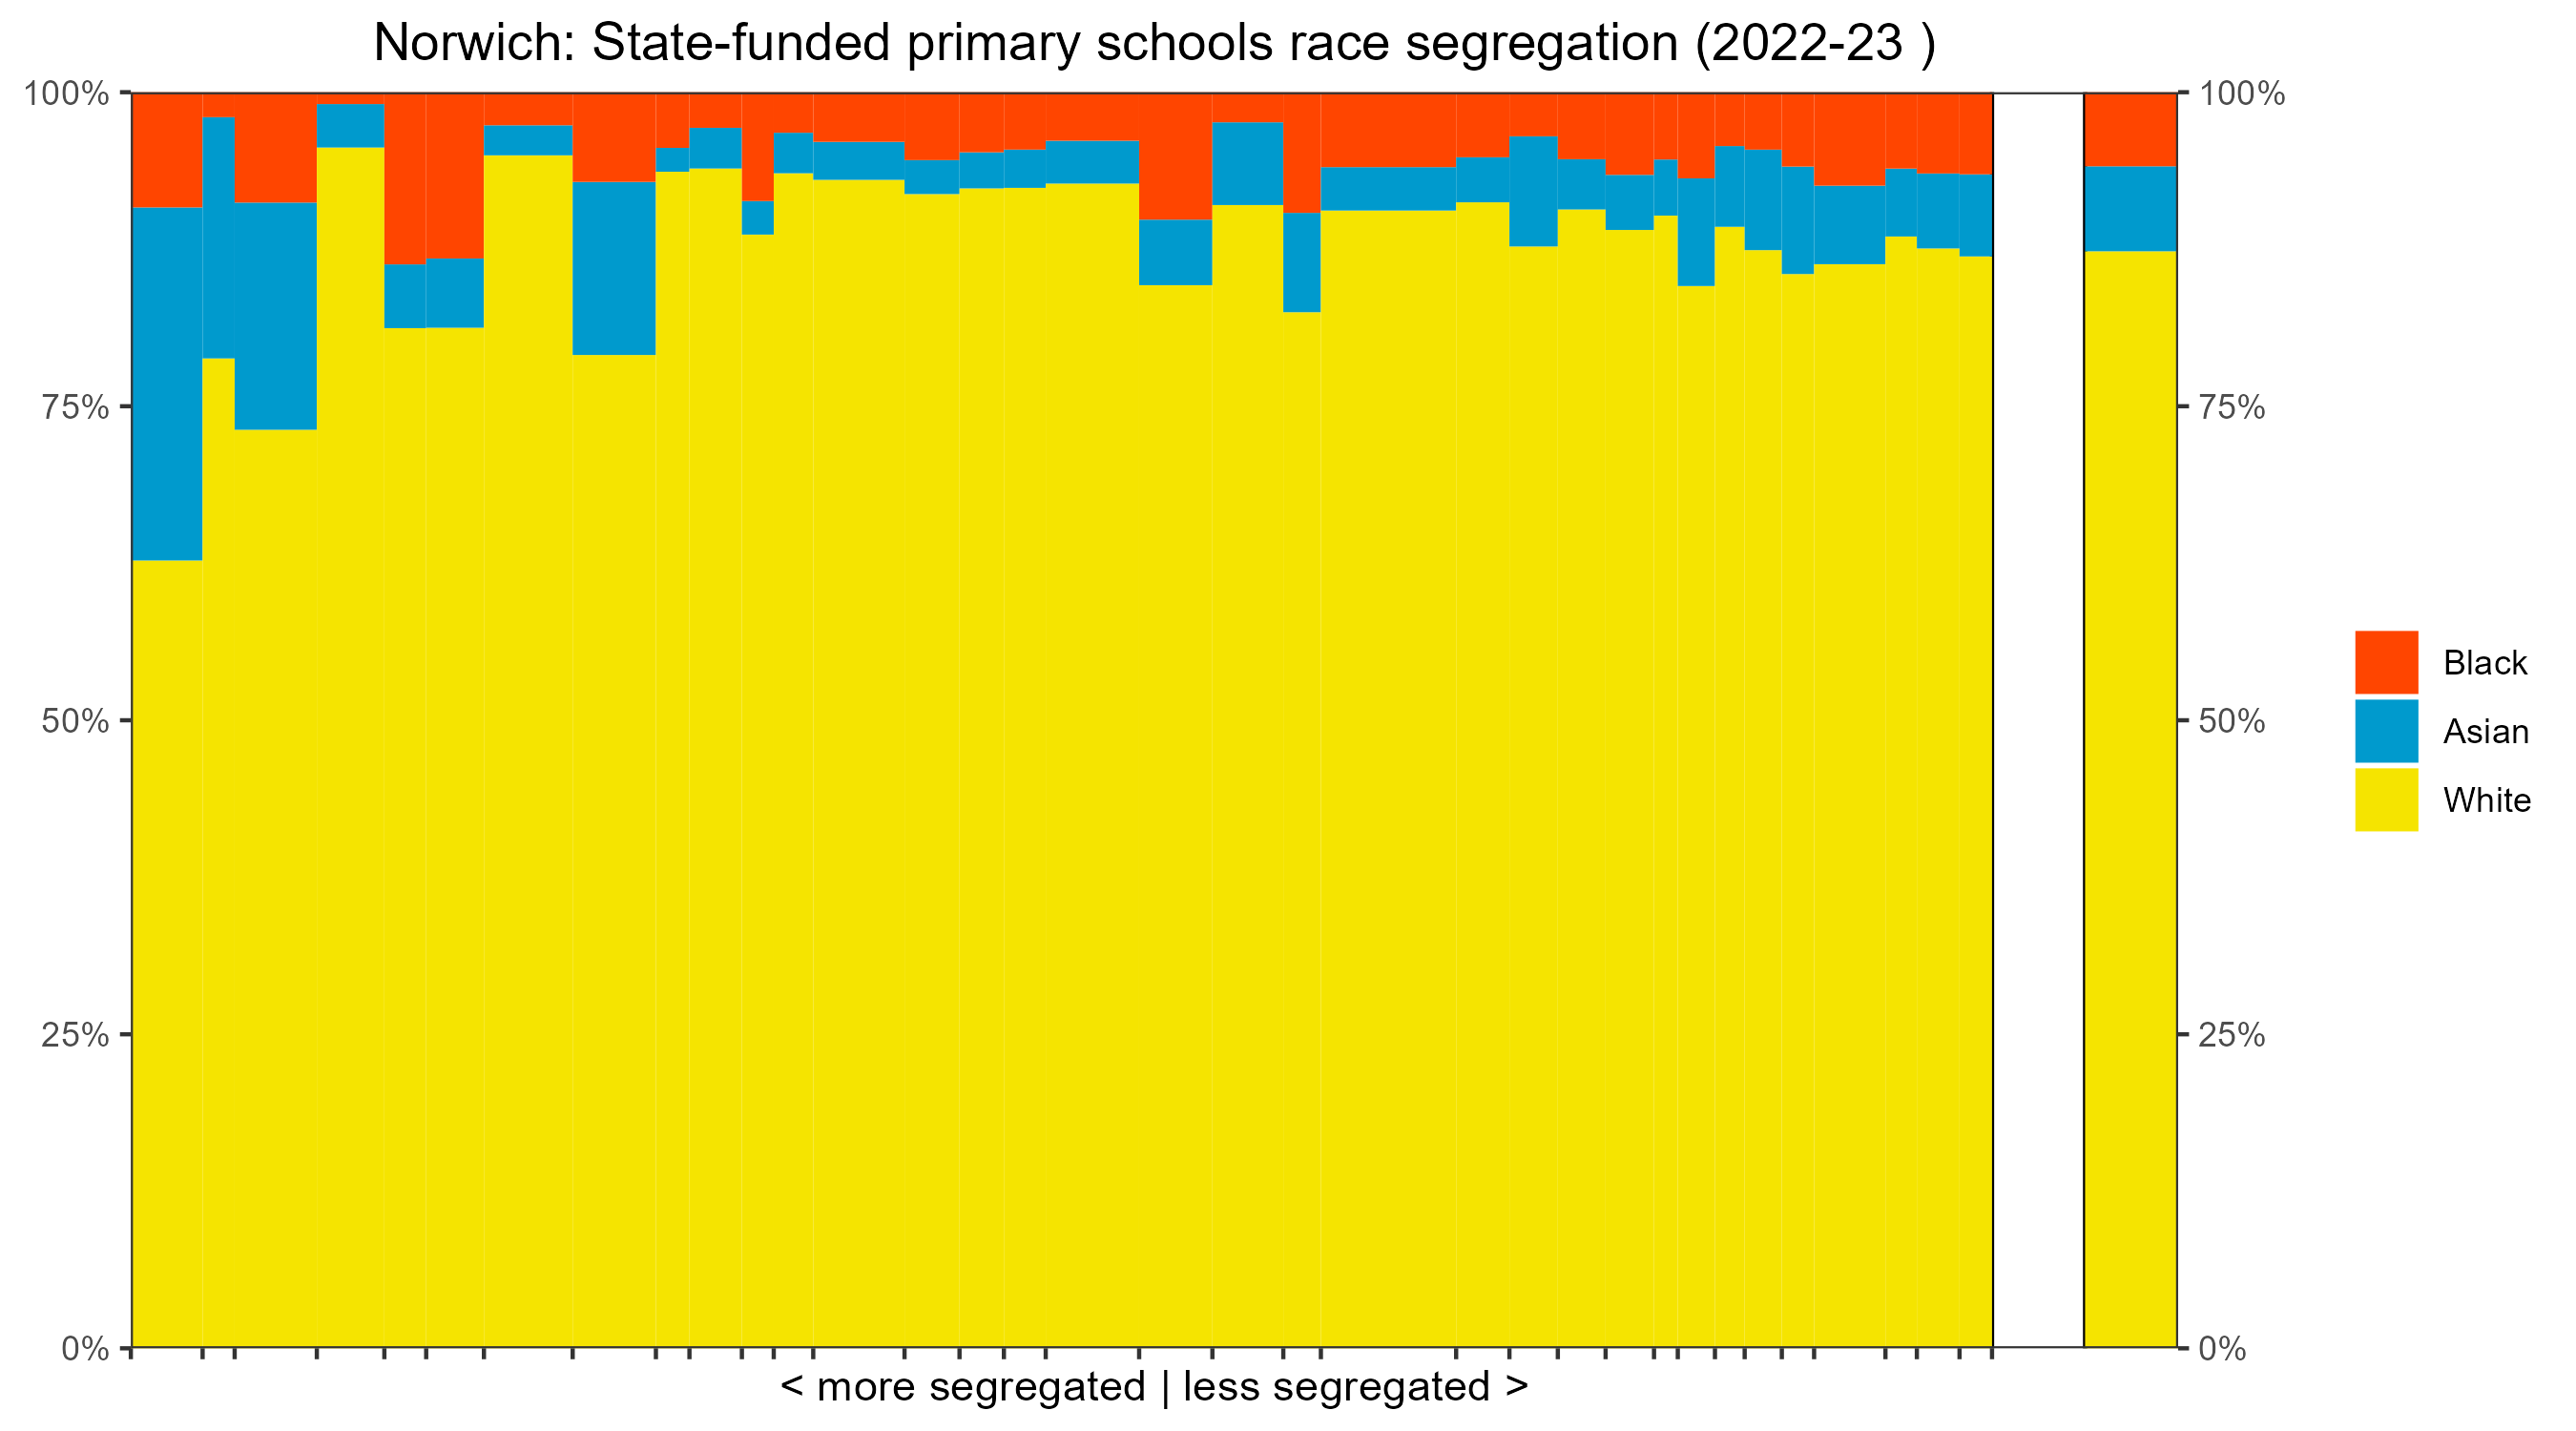 Norwich: State-funded primary schools race segregation (2022-23 )
100%
75%
50%
25%
0%
100%
75%
50%
25%
0%
Black
Asian
White
< more segregated | less segregated >